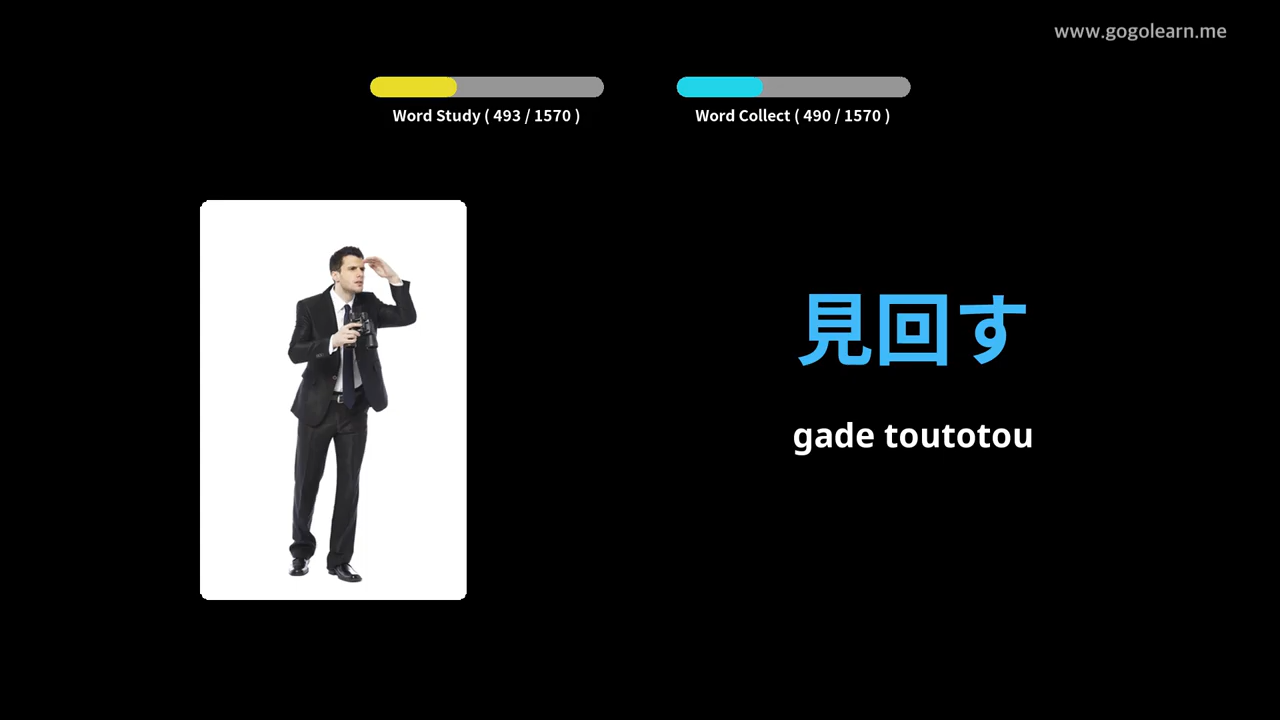 www.gogolearn.me
Word Study ( 493 / 1570 )
Word Collect ( 490 / 1570 )
見回す
gade toutotou